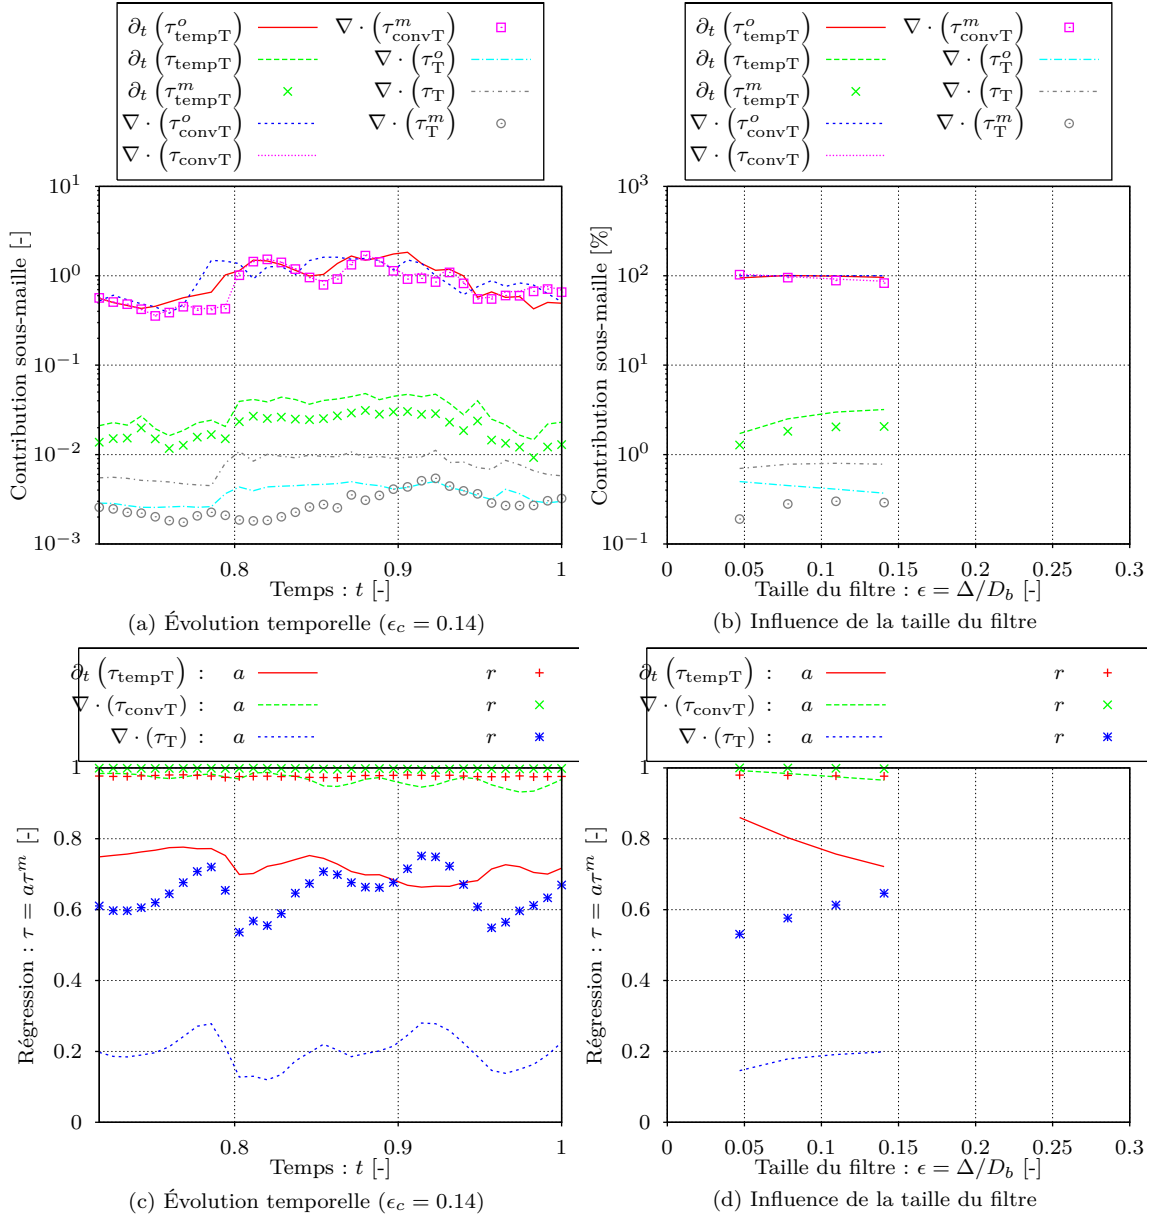 ∂t (τ^o_tempT) ∇ · (τ^m_convT)
∂t (τ_tempT) ∇ · (τ^o_T)
∂t (τ^m_tempT) ∇ · (τ_T)
∇ · (τ^o_convT) ∇ · (τ^m_T)
∇ · (τ_convT)
10^1
10^0
10^−1
10^−2
10^−3
Contribution sous-maille [-]
0.8 0.9 1
Temps : t [-]
(a) Évolution temporelle (ϵc = 0.14)
∂t (τ^o_tempT) ∇ · (τ^m_convT)
∂t (τ_tempT) ∇ · (τ^o_T)
∂t (τ^m_tempT) ∇ · (τ_T)
∇ · (τ^o_convT) ∇ · (τ^m_T)
∇ · (τ_convT)
10^3
10^2
10^1
10^0
10^−1
Contribution sous-maille [%]
0 0.05 0.1 0.15 0.2 0.25 0.3
Taille du filtre : ϵ = Δ/D_b [-]
(b) Influence de la taille du filtre
∂t (τ_tempT) : a r
∇ · (τ_convT) : a r
∇ · (τ_T) : a r
1
0.8
0.6
0.4
0.2
0
Régression : τ = aτ^m [-]
0.8 0.9 1
Temps : t [-]
(c) Évolution temporelle (ϵc = 0.14)
∂t (τ_tempT) : a r
∇ · (τ_convT) : a r
∇ · (τ_T) : a r
1
0.8
0.6
0.4
0.2
0
Régression : τ = aτ^m [-]
0 0.05 0.1 0.15 0.2 0.25 0.3
Taille du filtre : ϵ = Δ/D_b [-]
(d) Influence de la taille du filtre